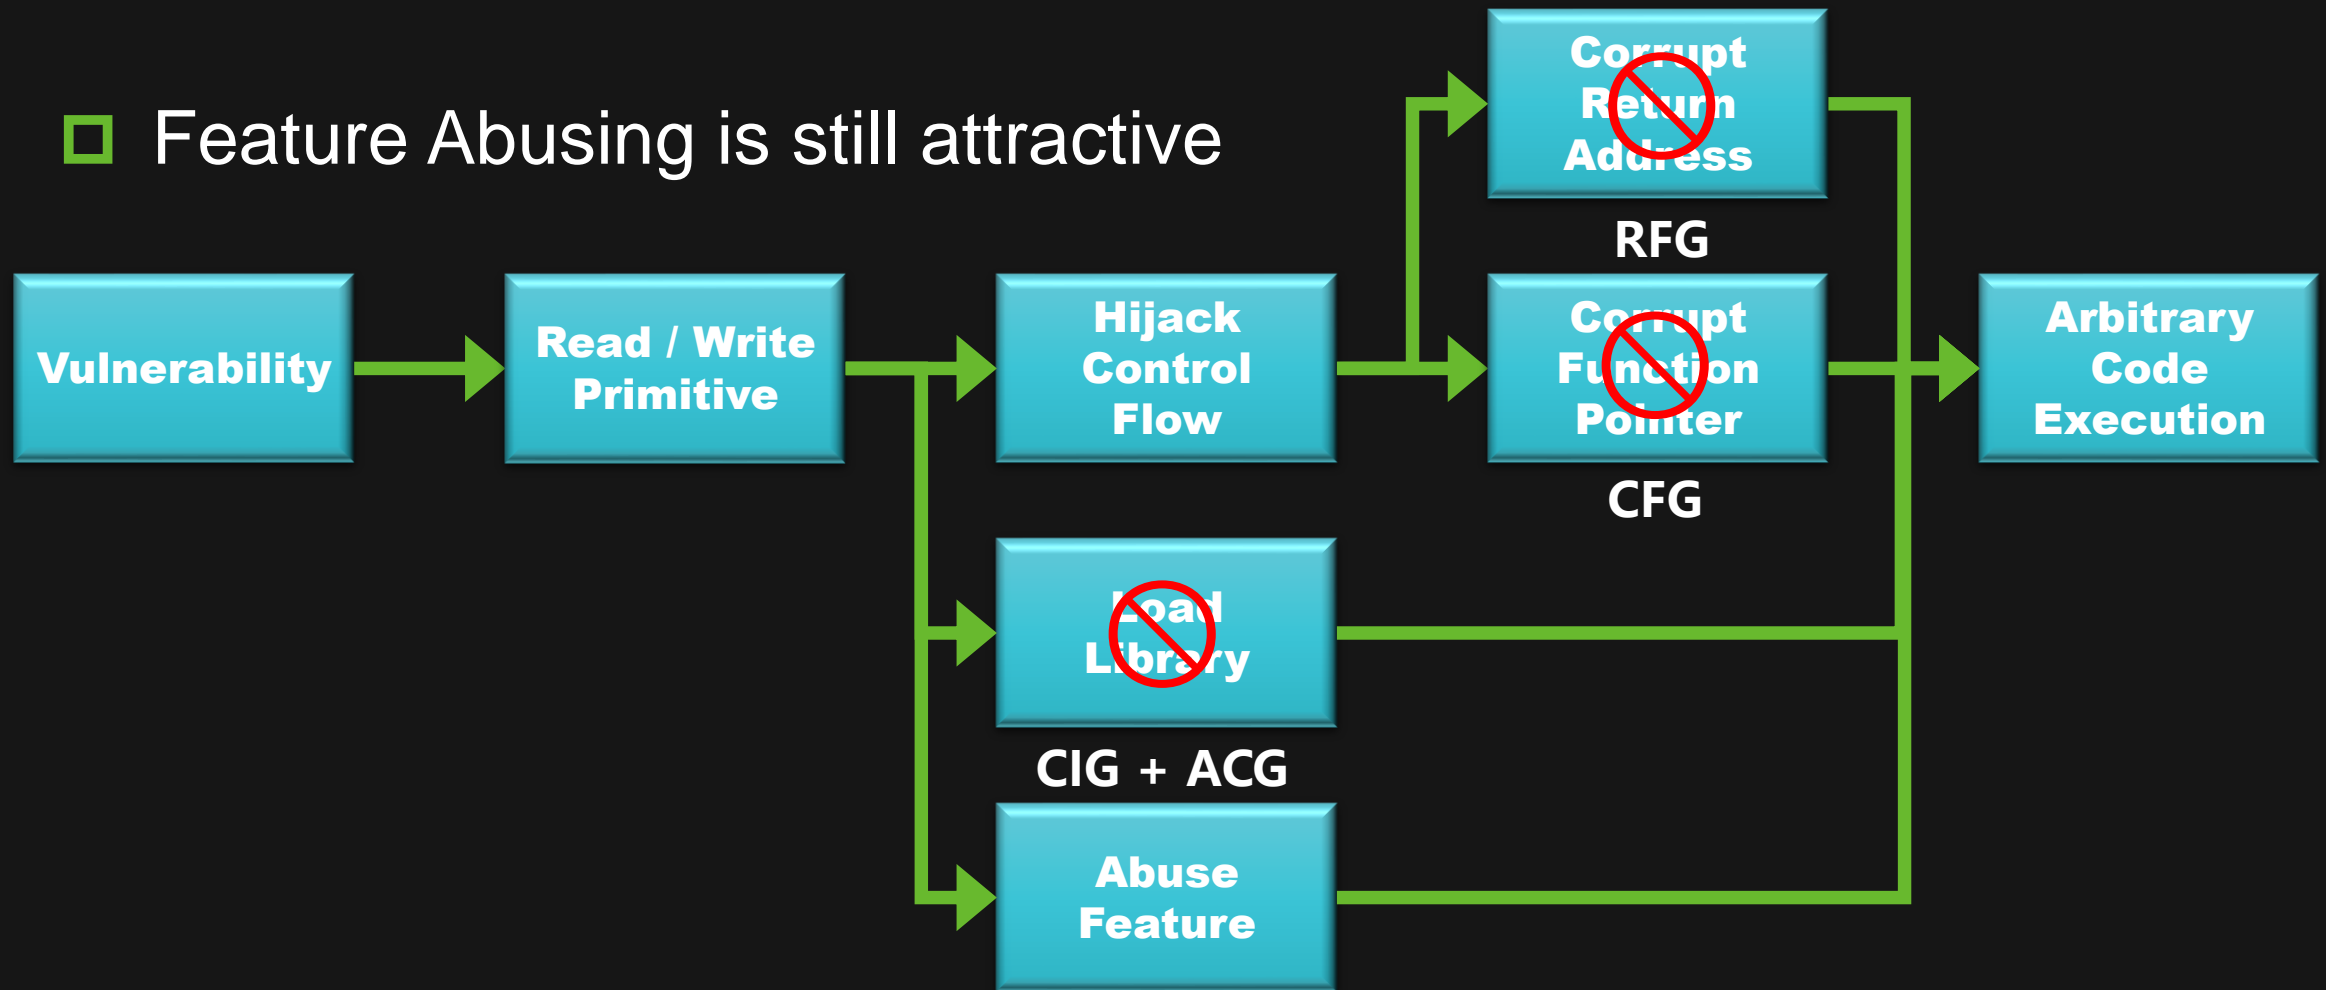 Feature Abusing is still attractive
Corrupt
Return
Address
RFG
Vulnerability
Read / Write
Primitive
Hijack
Control
Flow
Corrupt
Function
Pointer
CFG
Arbitrary
Code
Execution
Load
Library
CIG + ACG
Abuse
Feature